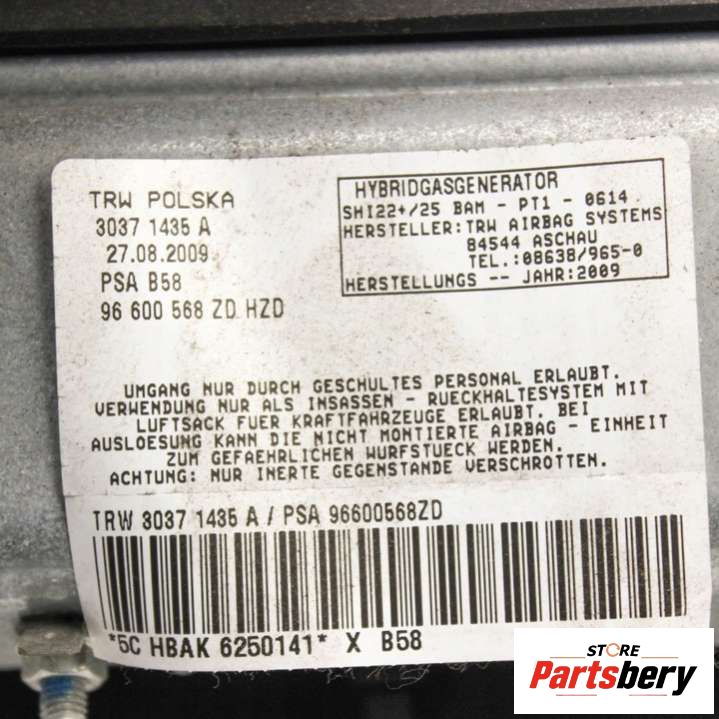 TRW POLSKA
3037 1435 A
27.08.2009
PSA B58
96 600 568 ZD HZD
HYBRIDGASGENERATOR
SHI22+/25 BAM - PT1 - 0614
HERSTELLER:TRW AIRBAG SYSTEMS
84544 ASCHAU
TEL.:08638/965-0
HERSTELLUNGS -- JAHR:2009
UMGANG NUR DURCH GESCHULTES PERSONAL ERLAUBT.
VERWENDUNG NUR ALS INSASSEN - RUECKHALTESYSTEM MIT
LUFTSACK FUER KRAFTFAHRZEUGE ERLAUBT. BEI
AUSLOESUNG KANN DIE NICHT MONTIERTE AIRBAG - EINHEIT
ZUM GEFAEHRLICHEN WURFSTUECK WERDEN.
ACHTUNG: NUR INERTE GEGENSTANDE VERSCHROTTEN.
TRW 3037 1435 A / PSA 96600568ZD
*5C HBAK 6250141* X B58
STORE
Partsbery